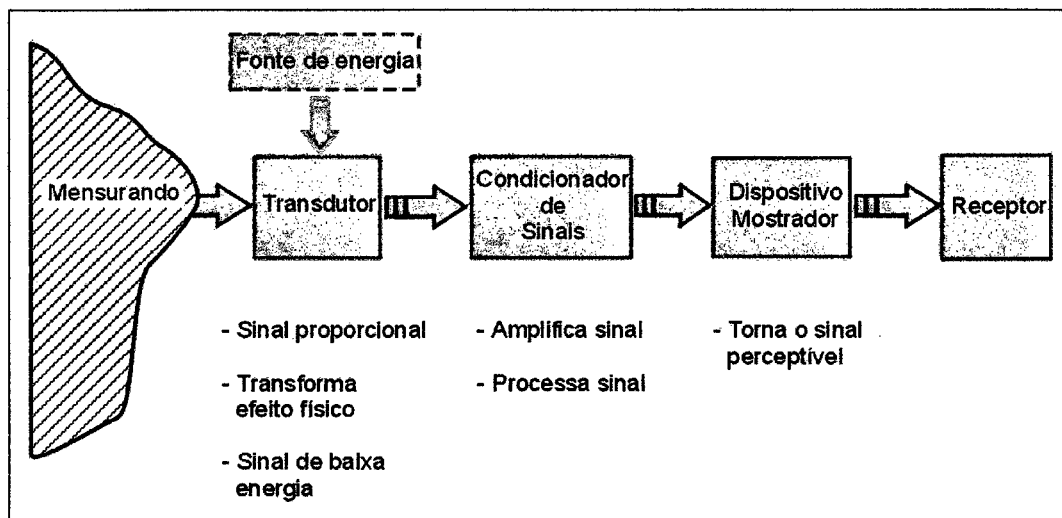 Fonte de energia
Mensurando
Transdutor
Condicionador
de
Sinais
Dispositivo
Mostrador
Receptor
- Sinal proporcional
- Transforma
efeito físico
- Sinal de baixa
energia
- Amplifica sinal
- Processa sinal
- Torna o sinal
perceptível